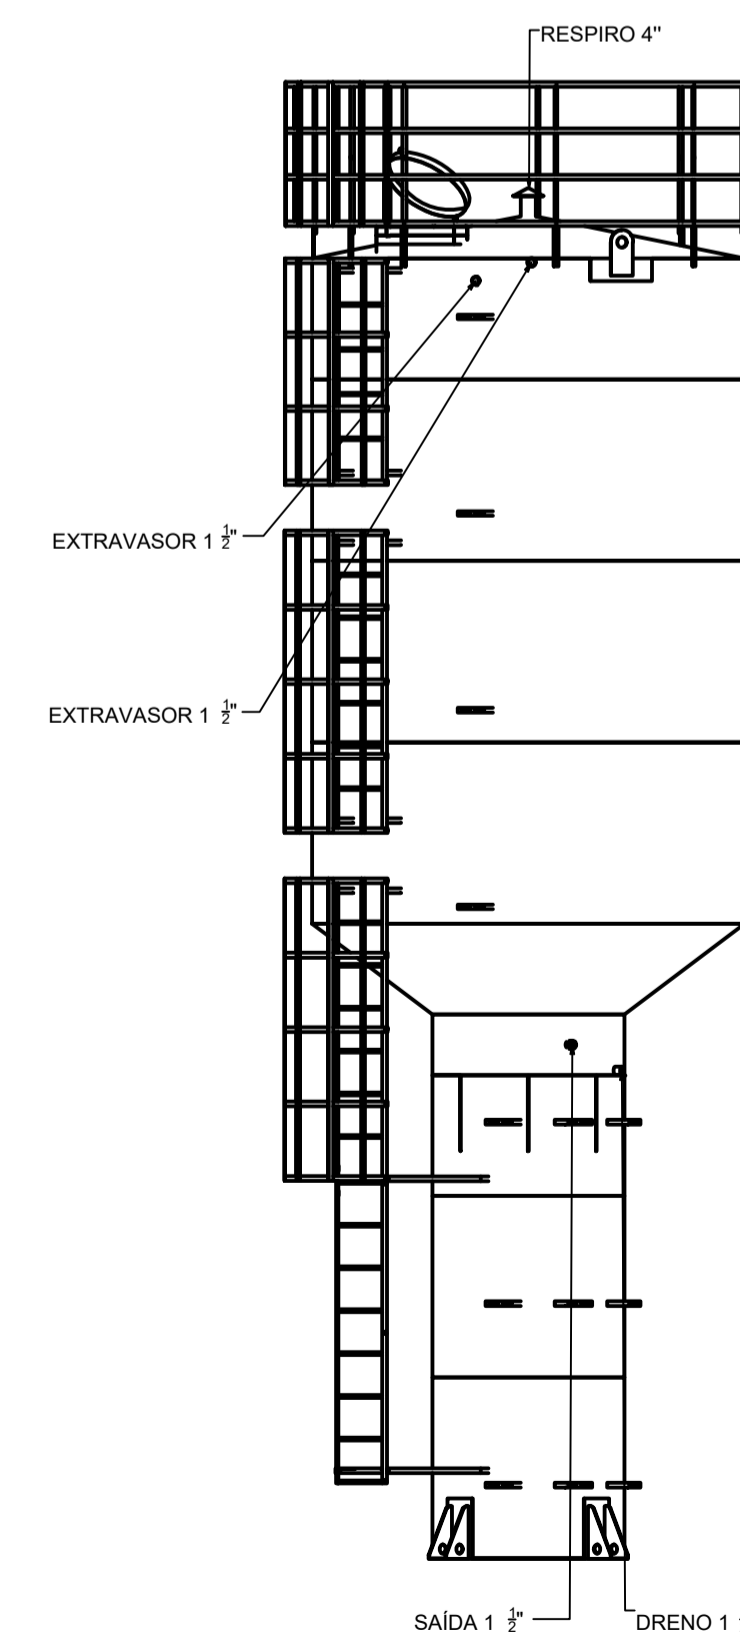 RESPIRO 4"
EXTRAVASOR 1 1/2"
EXTRAVASOR 1 1/2"
SAÍDA 1 1/2"
DRENO 1